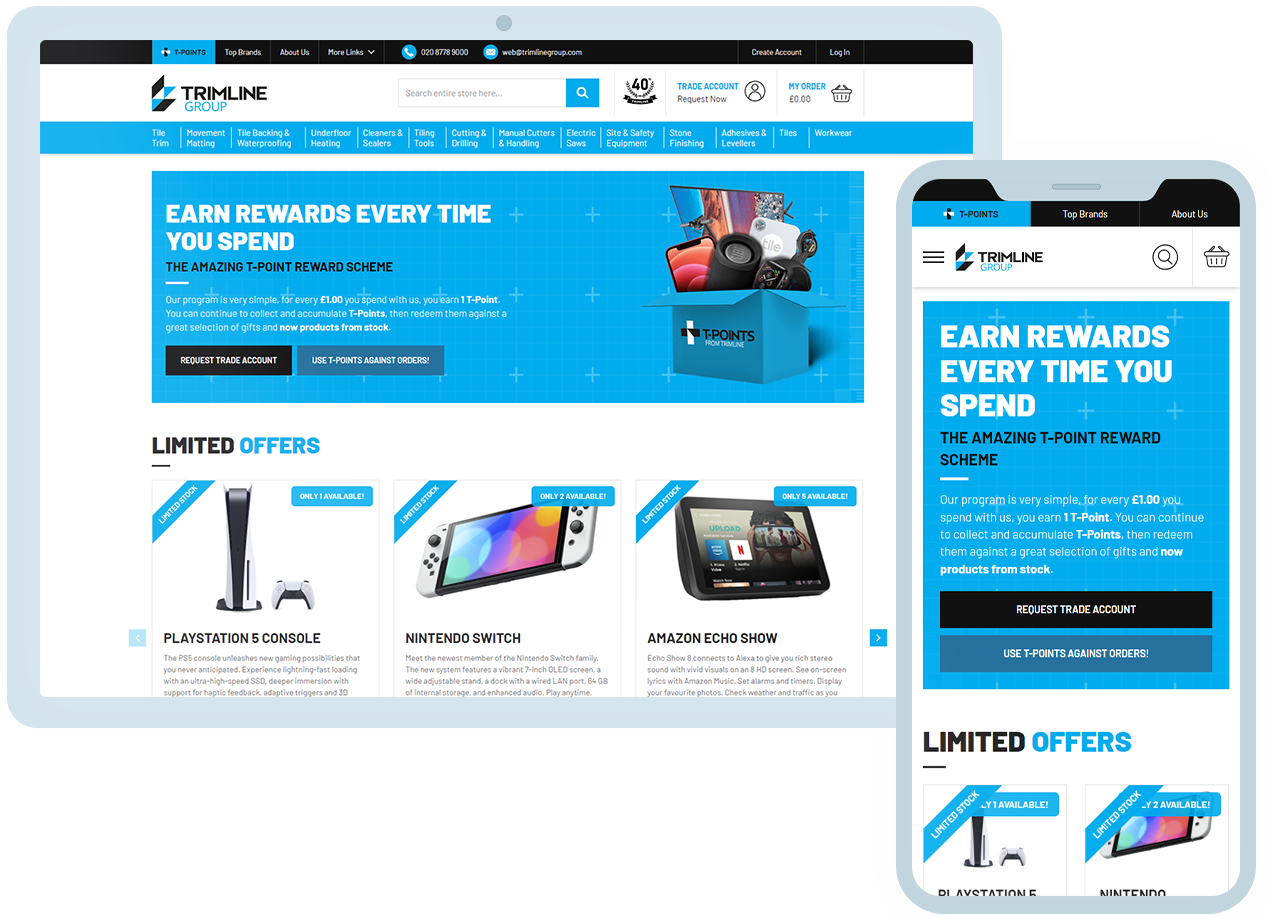 T-POINTS
Top Brands
About Us
More Links
020 8778 9000
web@trimlinegroup.com
Create Account
Log In
TRIMLINE
GROUP
Search entire store here...
40
TRIMLINE
TRADE ACCOUNT
Request Now
MY ORDER
£0.00
Tile
Trim
Movement
Matting
Tile Backing &
Waterproofing
Underfloor
Heating
Cleaners &
Sealers
Tiling
Tools
Cutting &
Drilling
Manual Cutters
& Handling
Electric
Saws
Site & Safety
Equipment
Stone
Finishing
Adhesives &
Levellers
Tiles
Workwear
EARN REWARDS EVERY TIME
YOU SPEND
THE AMAZING T-POINT REWARD SCHEME
Our program is very simple, for every £1.00 you spend with us, you earn 1 T-Point.
You can continue to collect and accumulate T-Points, then redeem them against a
great selection of gifts and now products from stock.
REQUEST TRADE ACCOUNT
USE T-POINTS AGAINST ORDERS!
tile
T-POINTS
FROM TRIMLINE
LIMITED OFFERS
LIMITED STOCK
ONLY 1 AVAILABLE!
PLAYSTATION 5 CONSOLE
The PS5 console unleashes new gaming possibilities that
you never anticipated. Experience lightning-fast loading
with an ultra-high-speed SSD, deeper immersion with
support for haptic feedback, adaptive triggers and 3D
LIMITED STOCK
ONLY 2 AVAILABLE!
NINTENDO SWITCH
Meet the newest member of the Nintendo Switch family.
The new system features a vibrant 7-inch OLED screen, a
wide adjustable stand, a dock with a wired LAN port, 64 GB
of internal storage, and enhanced audio. Play anytime,
LIMITED STOCK
ONLY 5 AVAILABLE!
UPLOAD
1. Prime
Video
2. Netflix
Watch Now
AMAZON ECHO SHOW
Echo Show 8 connects to Alexa to give you rich stereo
sound with vivid visuals on an 8 HD screen. See on-screen
lyrics with Amazon Music. Set alarms and timers. Display
your favourite photos. Check weather and traffic as you
T-POINTS
Top Brands
About Us
TRIMLINE
GROUP
EARN REWARDS
EVERY TIME YOU
SPEND
THE AMAZING T-POINT REWARD
SCHEME
Our program is very simple, for every £1.00 you
spend with us, you earn 1 T-Point. You can continue
to collect and accumulate T-Points, then redeem
them against a great selection of gifts and now
products from stock.
REQUEST TRADE ACCOUNT
USE T-POINTS AGAINST ORDERS!
LIMITED OFFERS
LIMITED STOCK
LY 1 AVAILABLE!
PLAYSTATION 5
LIMITED STOCK
LY 2 AVAILABLE!
NINTENDO